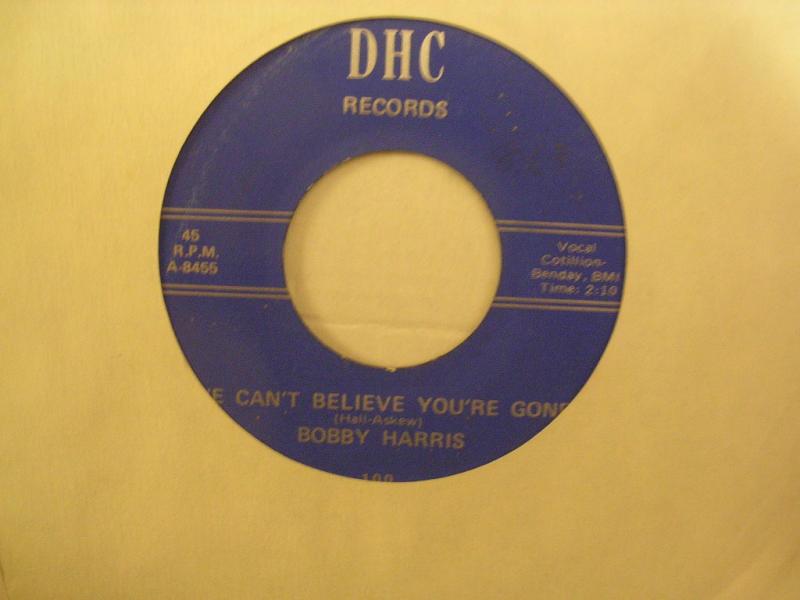 DHC
RECORDS
45
R.P.M.
A-8455
Vocal
Cotillion-
Benday, BMI
Time: 2:10
'E CAN'T BELIEVE YOU'RE GONE
(Hall-Askew)
BOBBY HARRIS
100